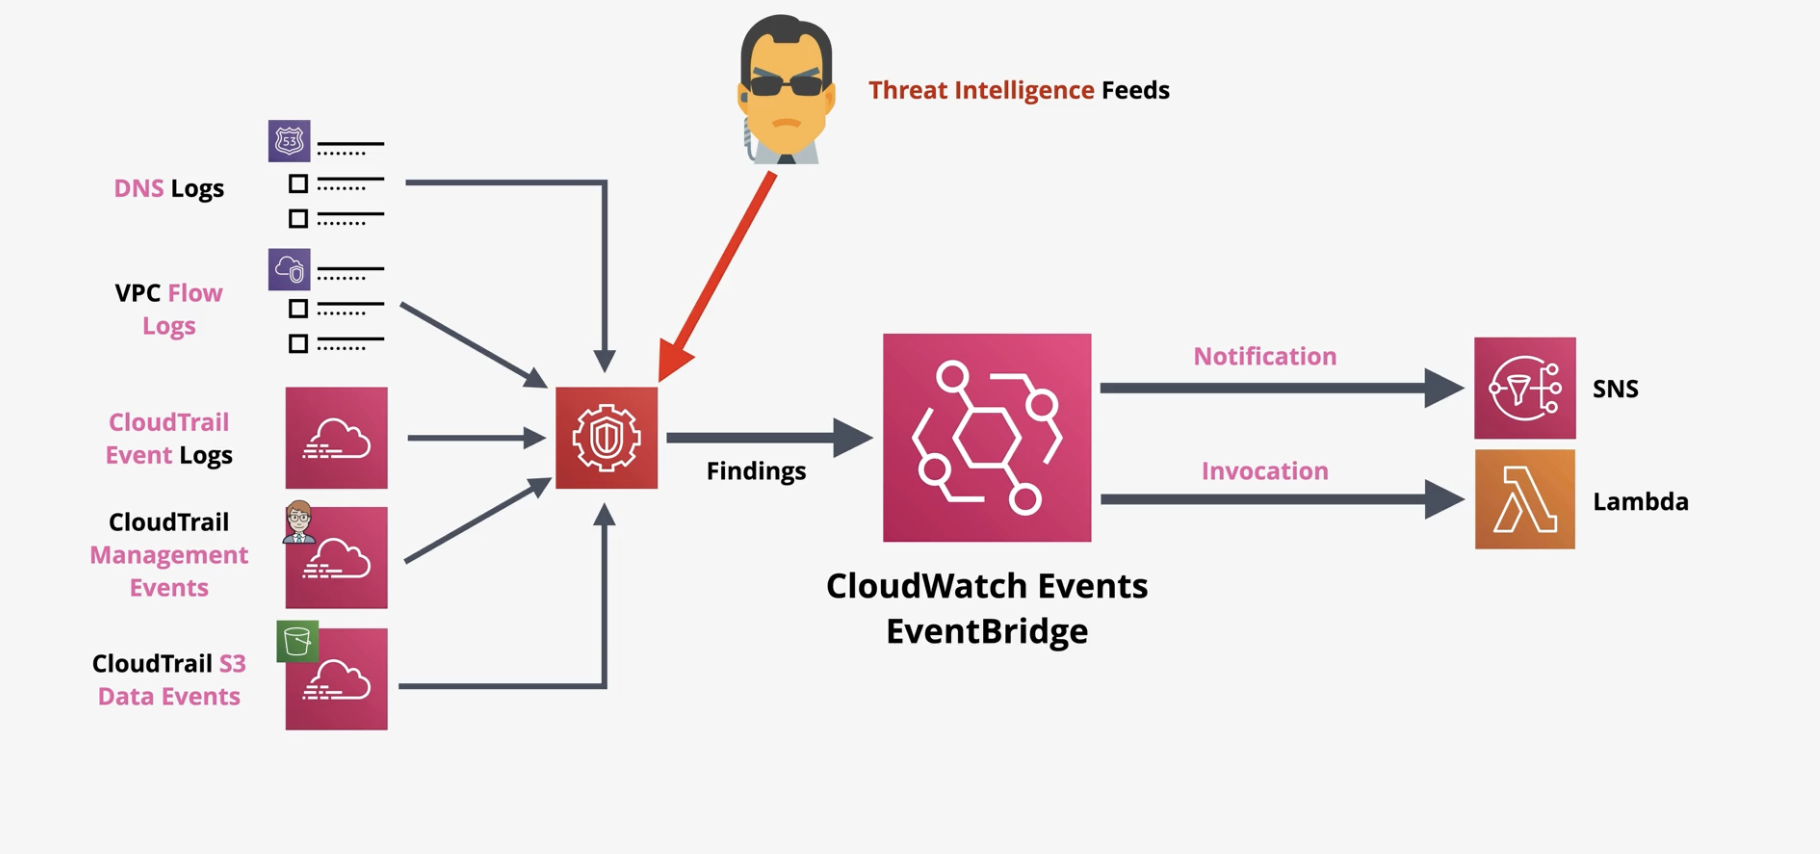 Threat Intelligence Feeds
53
DNS Logs
VPC Flow
Logs
CloudTrail
Event Logs
CloudTrail
Management
Events
CloudTrail S3
Data Events
Findings
CloudWatch Events
EventBridge
Notification
SNS
Invocation
Lambda